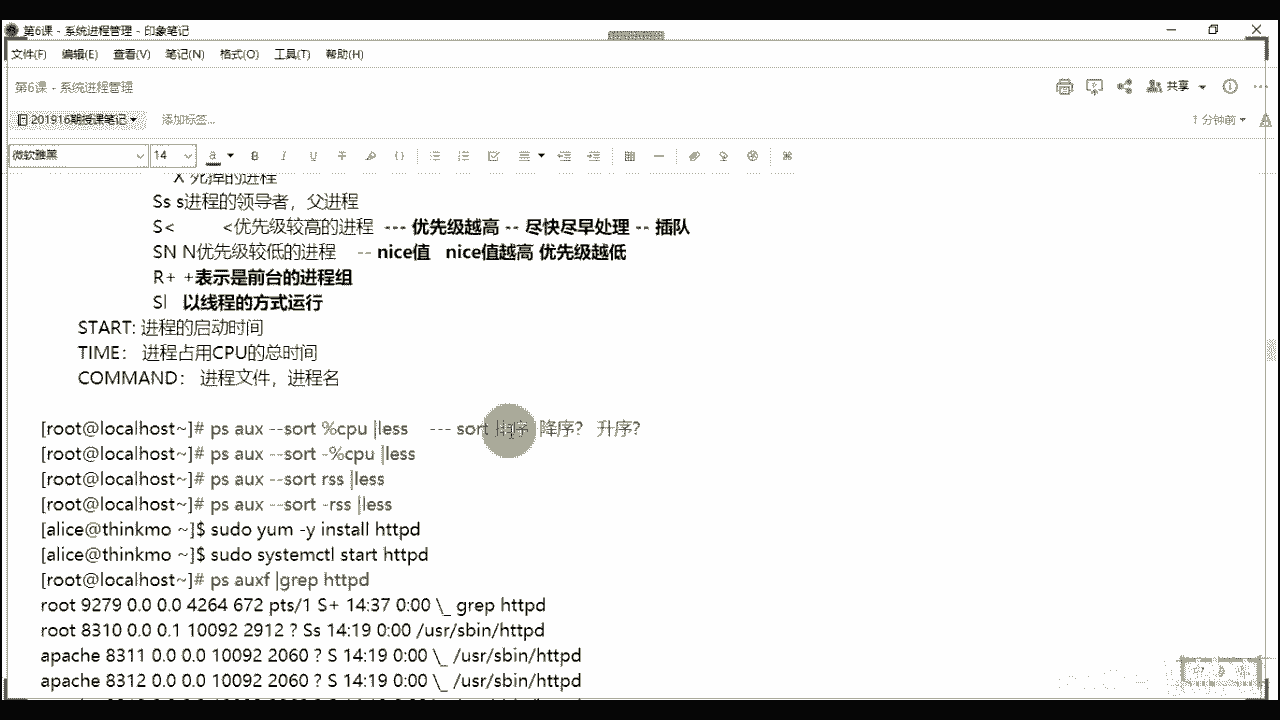 第6课 - 系统进程管理 - 印象笔记
文件(F) 编辑(E) 查看(V) 笔记(N) 格式(O) 工具(T) 帮助(H)
第6课 - 系统进程管理
共享
201916期授课笔记 添加标签...
1 分钟前
微软雅黑 14
X 死掉的进程
Ss s进程的领导者，父进程
S< <优先级较高的进程 --- 优先级越高 -- 尽快尽早处理 -- 插队
SN N优先级较低的进程 -- nice值 nice值越高 优先级越低
R+ +表示是前台的进程组
Sl 以线程的方式运行
START: 进程的启动时间
TIME： 进程占用CPU的总时间
COMMAND： 进程文件，进程名
[root@localhost~]# ps aux --sort %cpu |less --- sort 排序 降序？ 升序？
[root@localhost~]# ps aux --sort -%cpu |less
[root@localhost~]# ps aux --sort rss |less
[root@localhost~]# ps aux --sort -rss |less
[alice@thinkmo ~]$ sudo yum -y install httpd
[alice@thinkmo ~]$ sudo systemctl start httpd
[root@localhost~]# ps auxf |grep httpd
root 9279 0.0 0.0 4264 672 pts/1 S+ 14:37 0:00 \_ grep httpd
root 8310 0.0 0.1 10092 2912 ? Ss 14:19 0:00 /usr/sbin/httpd
apache 8311 0.0 0.0 10092 2060 ? S 14:19 0:00 \_ /usr/sbin/httpd
apache 8312 0.0 0.0 10092 2060 ? S 14:19 0:00 \_ /usr/sbin/httpd